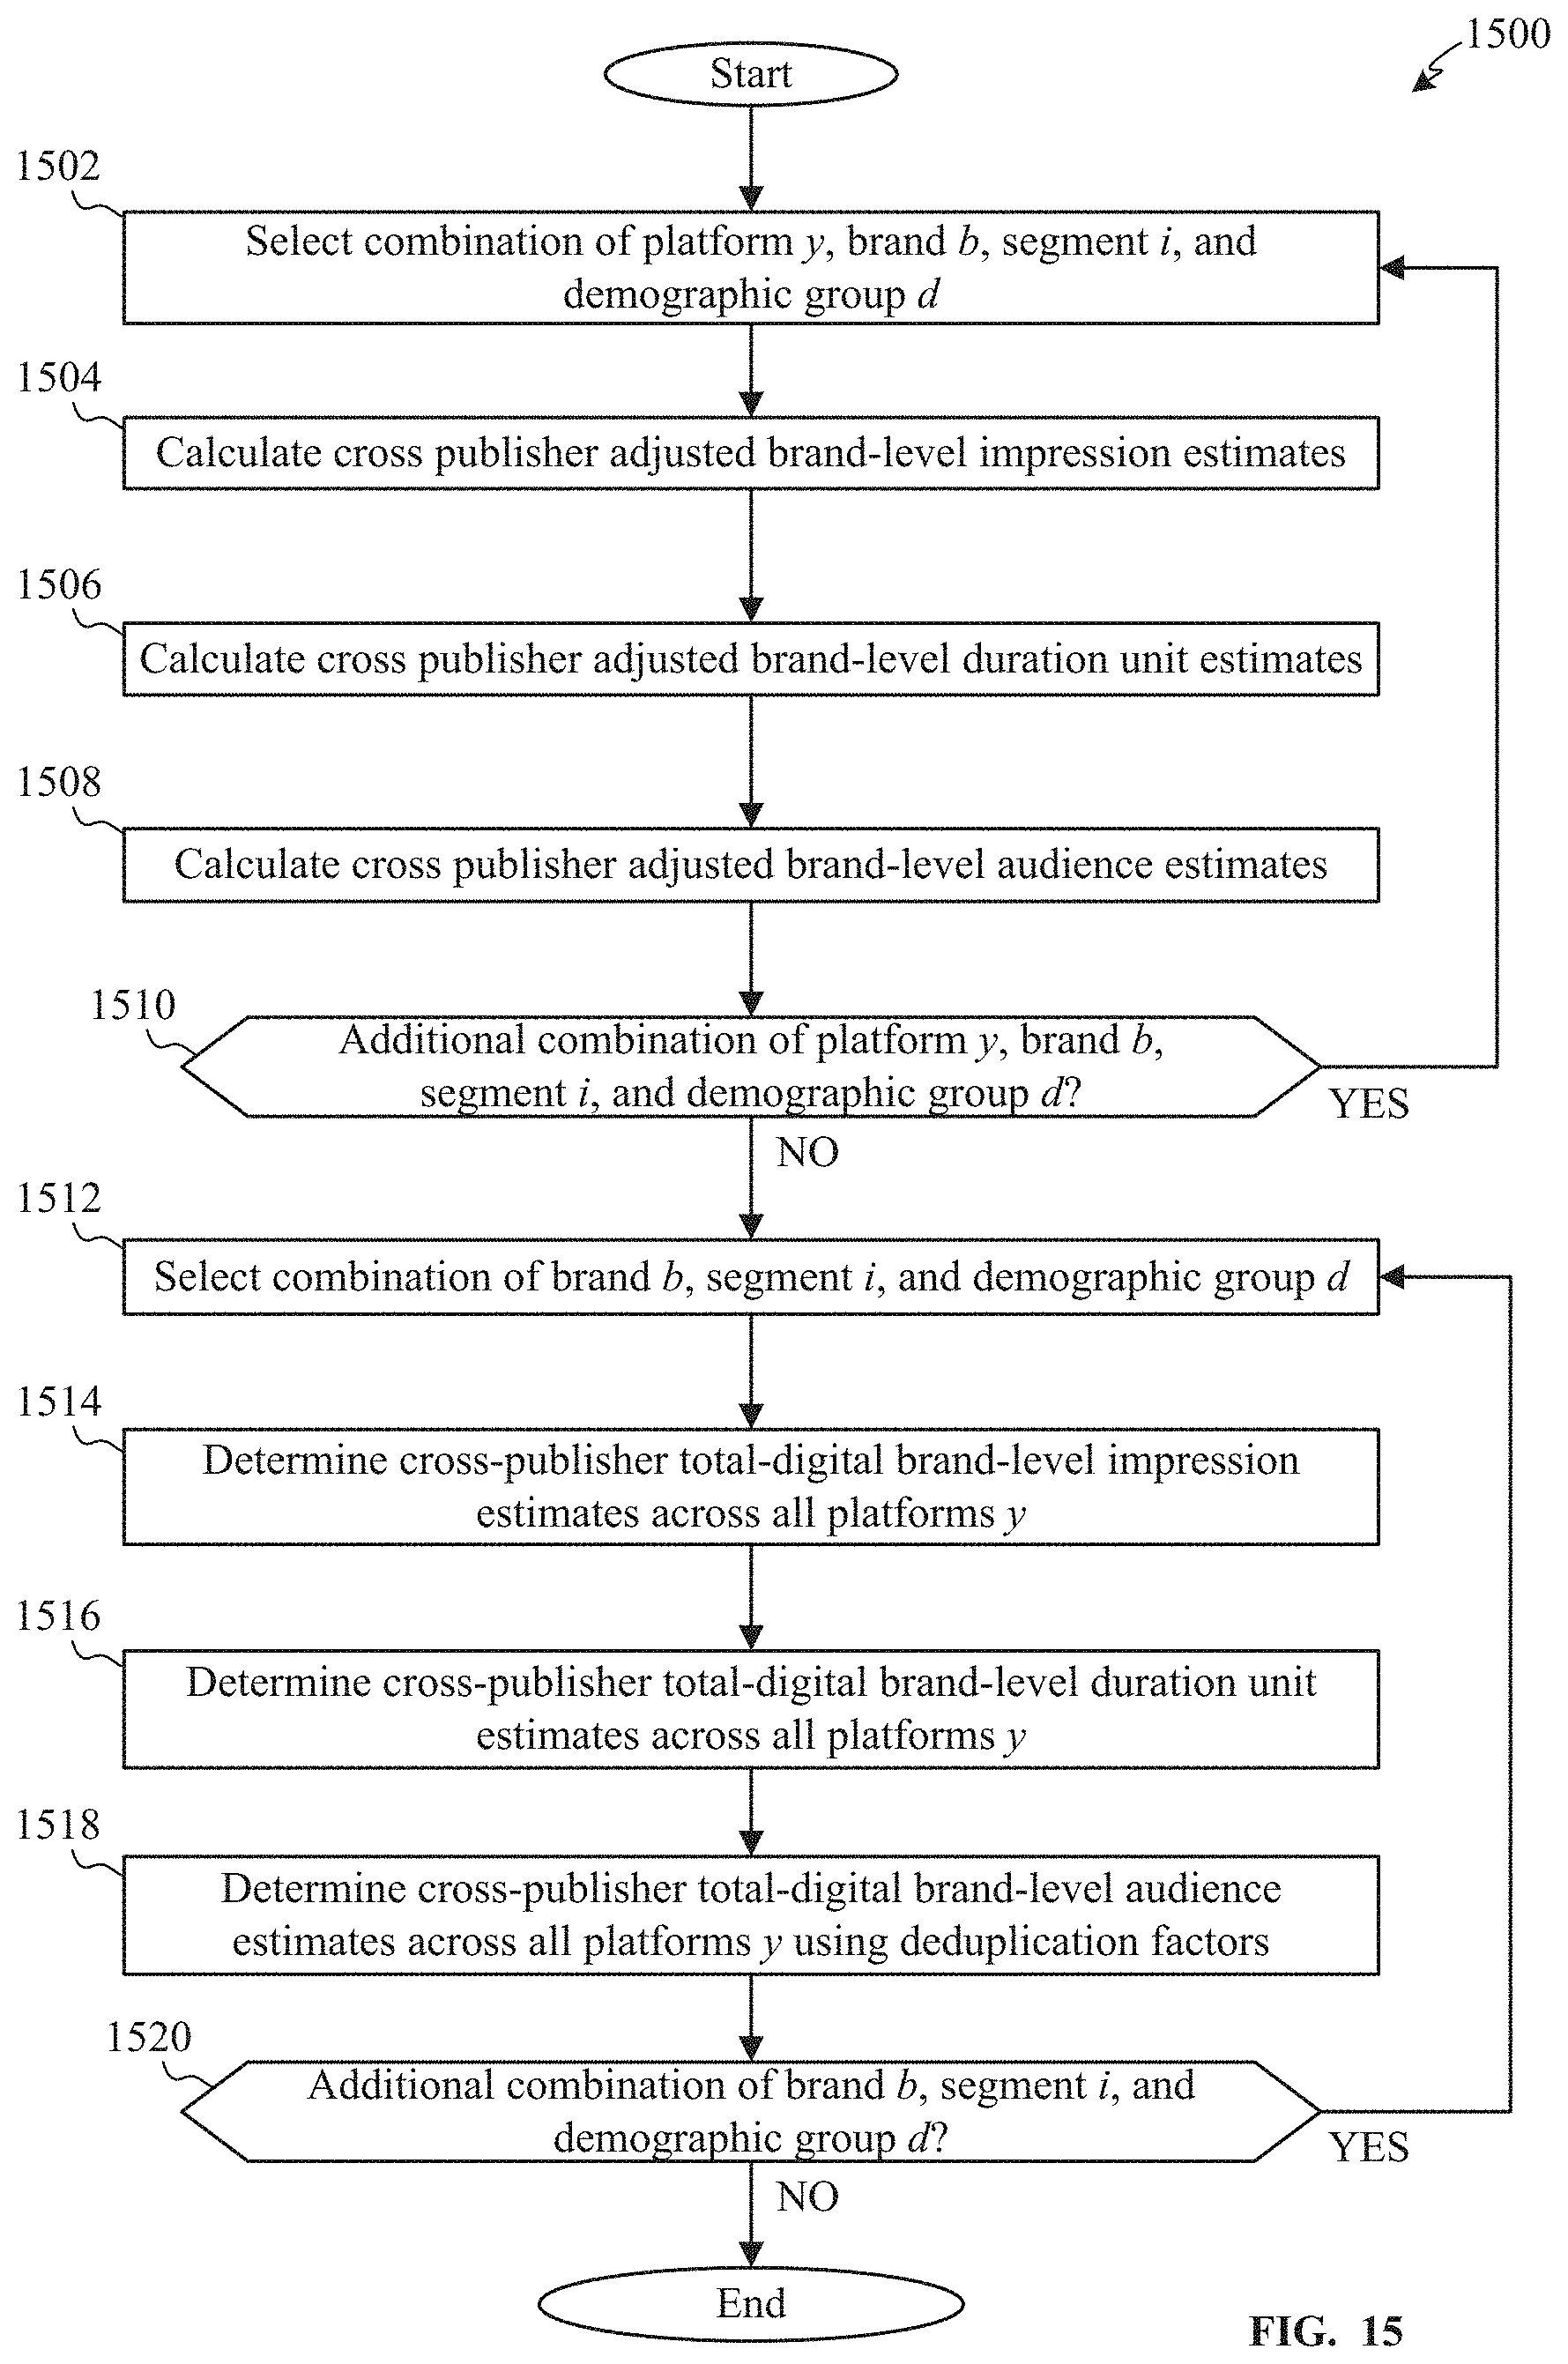 1500
Start
1502
Select combination of platform y, brand b, segment i, and
demographic group d
1504
Calculate cross publisher adjusted brand-level impression estimates
1506
Calculate cross publisher adjusted brand-level duration unit estimates
1508
Calculate cross publisher adjusted brand-level audience estimates
1510
Additional combination of platform y, brand b,
segment i, and demographic group d?
YES
NO
1512
Select combination of brand b, segment i, and demographic group d
1514
Determine cross-publisher total-digital brand-level impression
estimates across all platforms y
1516
Determine cross-publisher total-digital brand-level duration unit
estimates across all platforms y
1518
Determine cross-publisher total-digital brand-level audience
estimates across all platforms y using deduplication factors
1520
Additional combination of brand b, segment i, and
demographic group d?
YES
NO
End
FIG. 15